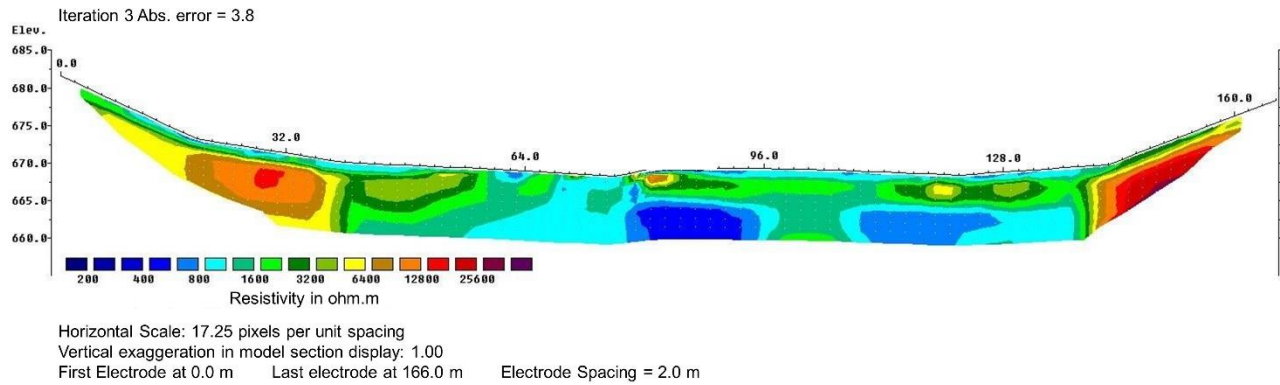 Iteration 3 Abs. error = 3.8
Elev.
685.0
0.0
680.0
160.0
675.0
32.0
670.0
64.0
96.0
128.0
665.0
660.0
200 400 800 1600 3200 6400 12800 25600
Resistivity in ohm.m
Horizontal Scale: 17.25 pixels per unit spacing
Vertical exaggeration in model section display: 1.00
First Electrode at 0.0 m Last electrode at 166.0 m Electrode Spacing = 2.0 m